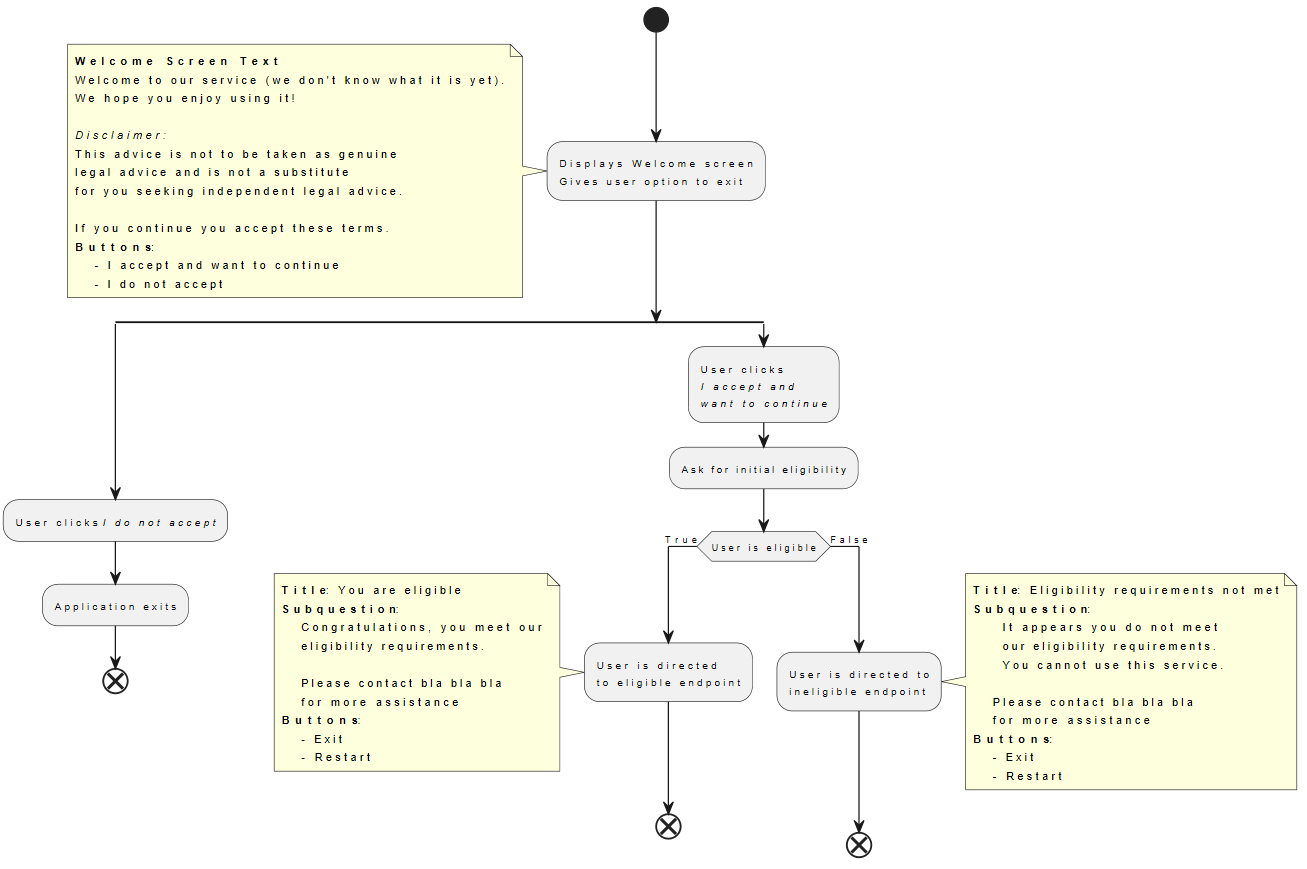 Welcome Screen Text
Welcome to our service (we don't know what it is yet).
We hope you enjoy using it!
Disclaimer:
This advice is not to be taken as genuine
legal advice and is not a substitute
for you seeking independent legal advice.
If you continue you accept these terms.
Buttons:
- I accept and want to continue
- I do not accept
Displays Welcome screen
Gives user option to exit
User clicks
I accept and
want to continue
Ask for initial eligibility
User clicks I do not accept
Application exits
True
User is eligible
False
Title: You are eligible
Subquestion:
Congratulations, you meet our
eligibility requirements.
Please contact bla bla bla
for more assistance
Buttons:
- Exit
- Restart
User is directed
to eligible endpoint
User is directed to
ineligible endpoint
Title: Eligibility requirements not met
Subquestion:
It appears you do not meet
our eligibility requirements.
You cannot use this service.
Please contact bla bla bla
for more assistance
Buttons:
- Exit
- Restart